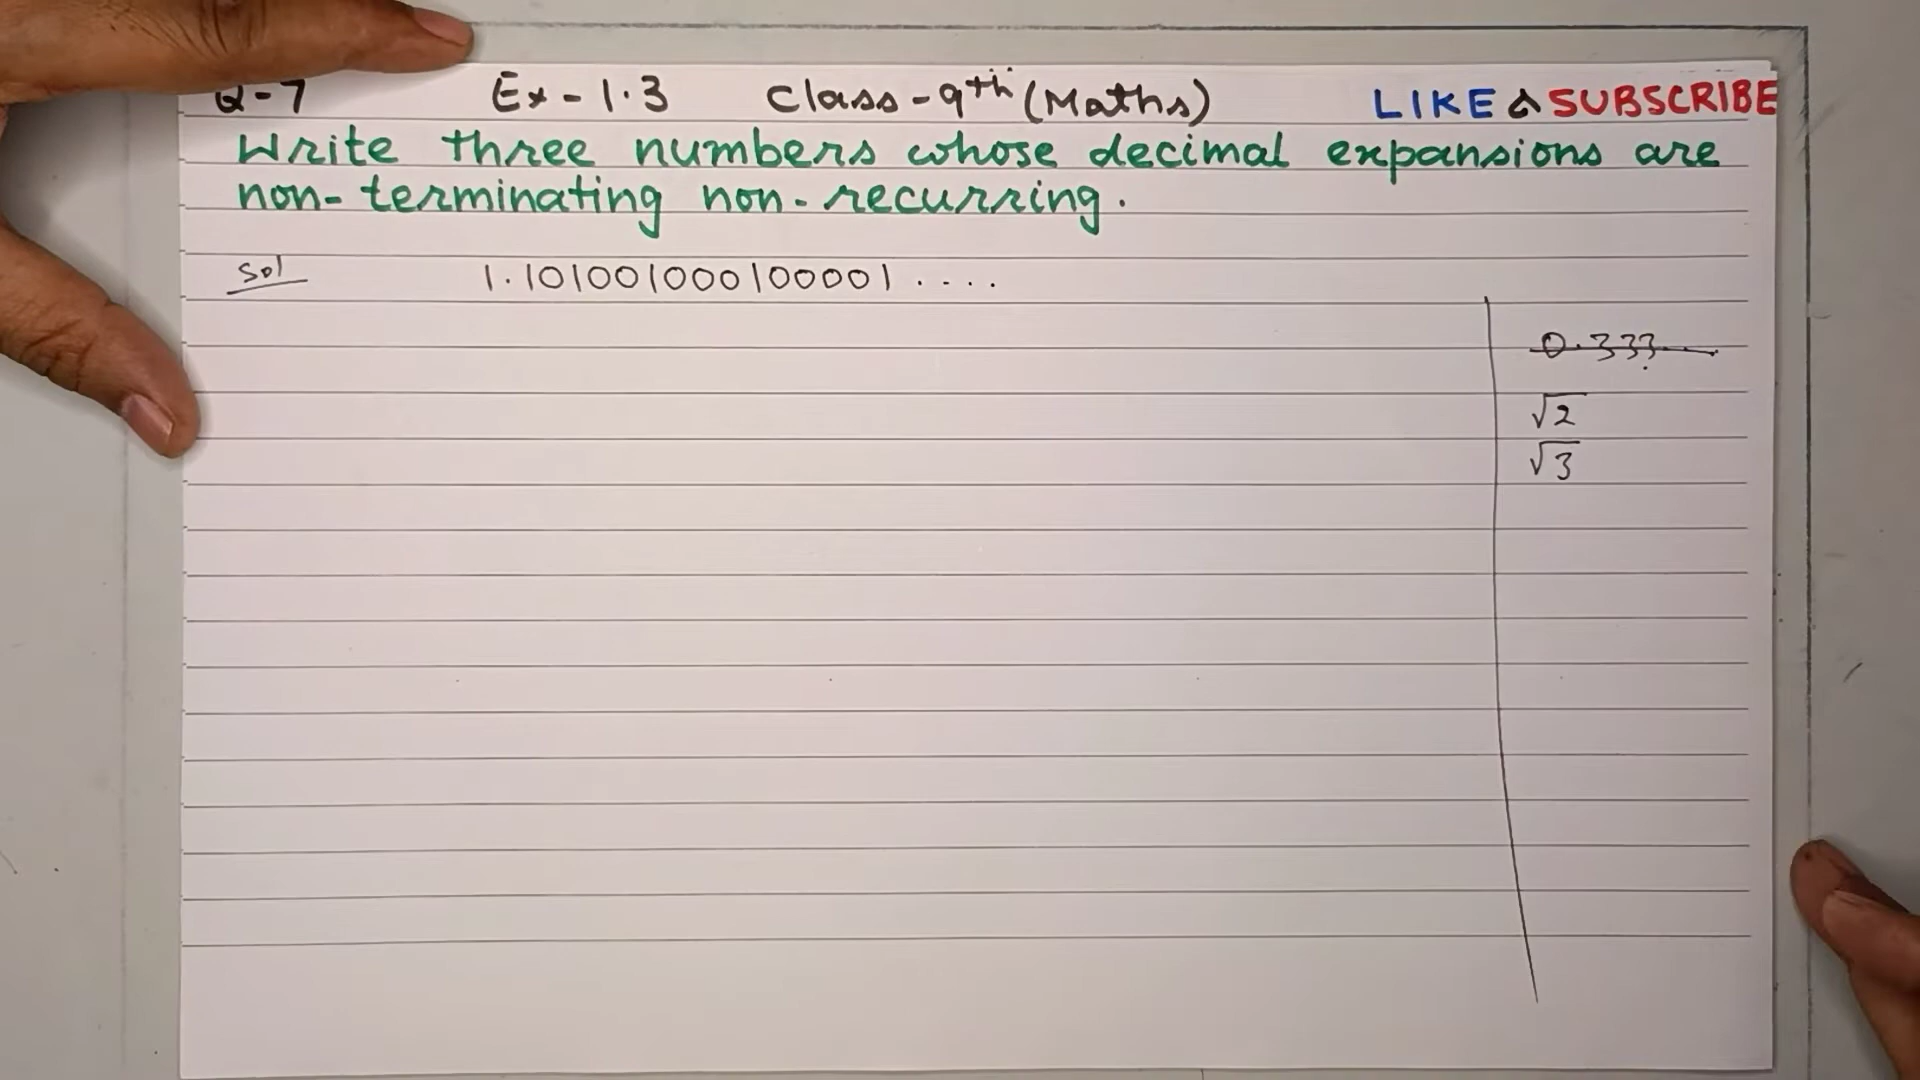 Q-7 Ex-1.3 Class-9th (Maths) LIKE & SUBSCRIBE
Write three numbers whose decimal expansions are
non-terminating non-recurring.
Sol 1.10100100010001....
0.333
√2
√3